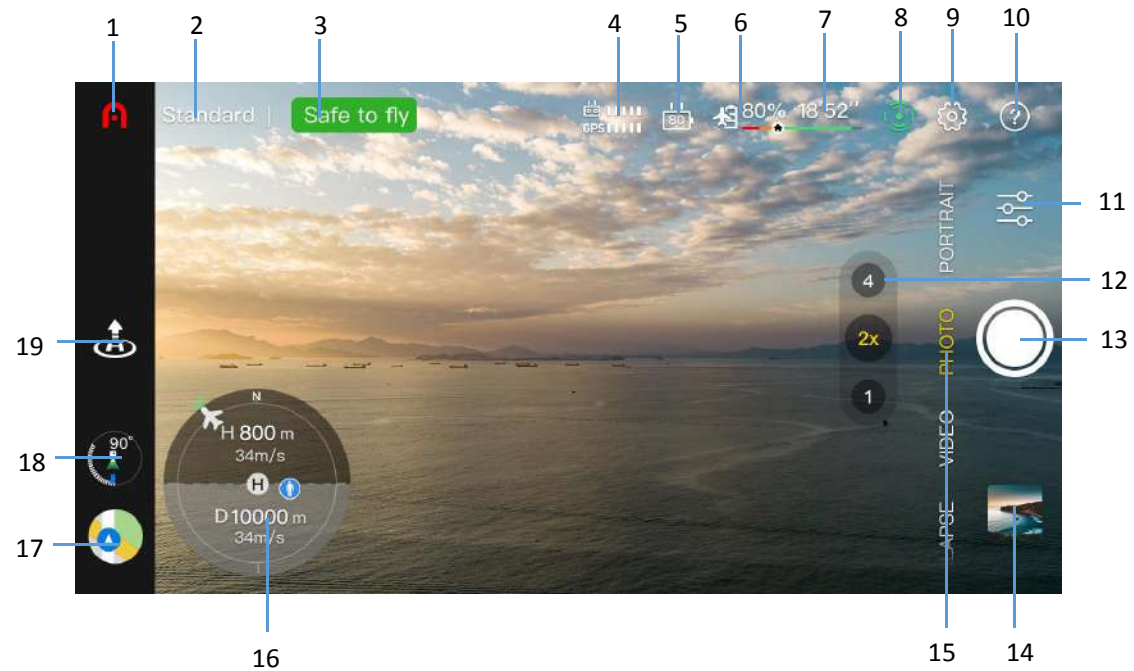 1 2 3 4 5 6 7 8 9 10
Standard | Safe to fly
GPS
80
80% 18'52''
?
11
PORTRAIT
4
12
2x
PHOTO
13
1
VIDEO
APSE
19
N
H 800 m
34m/s
H
D 10000 m
34m/s
90°
18
17
16
15
14